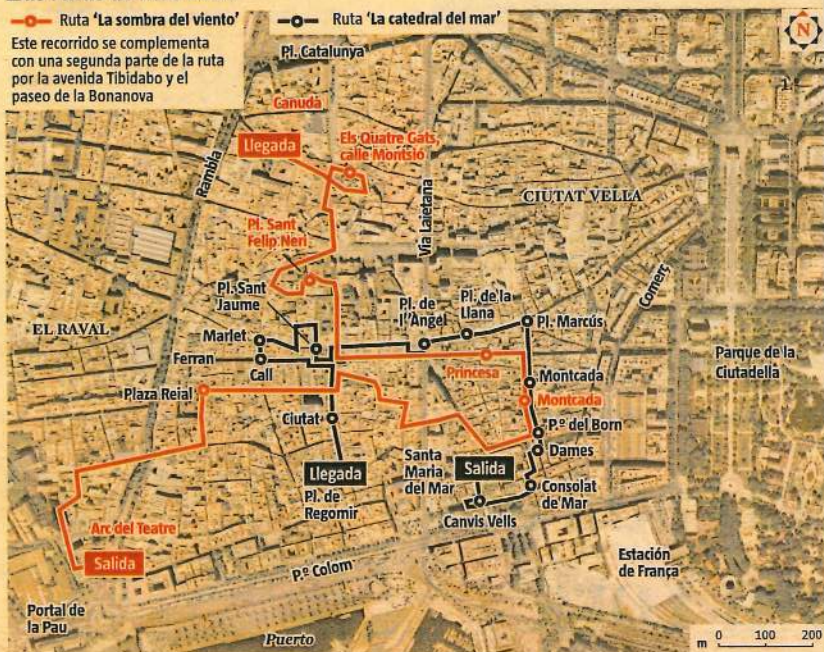 Ruta 'La sombra del viento'
Ruta 'La catedral del mar'
Este recorrido se complementa
con una segunda parte de la ruta
por la avenida Tibidabo y el
paseo de la Bonanova
N
Pl. Catalunya
Canuda
Llegada
Els Quatre Gats,
calle Montsió
Rambla
Vía Laietana
CIUTAT VELLA
Pl. Sant
Felip Neri
Comerç
Pl. Sant
Jaume
Pl. de
l'Àngel
Pl. de la
Llana
Pl. Marcús
EL RAVAL
Marlet
Ferran
Call
Princesa
Parque de la
Ciutadella
Plaza Reial
Montcada
Montcada
Ciutat
P.º del Born
Dames
Llegada
Pl. de
Regomir
Santa
Maria
del Mar
Salida
Consolat
de Mar
Canvis Vells
Arc del Teatre
Salida
P.º Colom
Estación
de França
Portal de
la Pau
Puerto
m 0 100 200